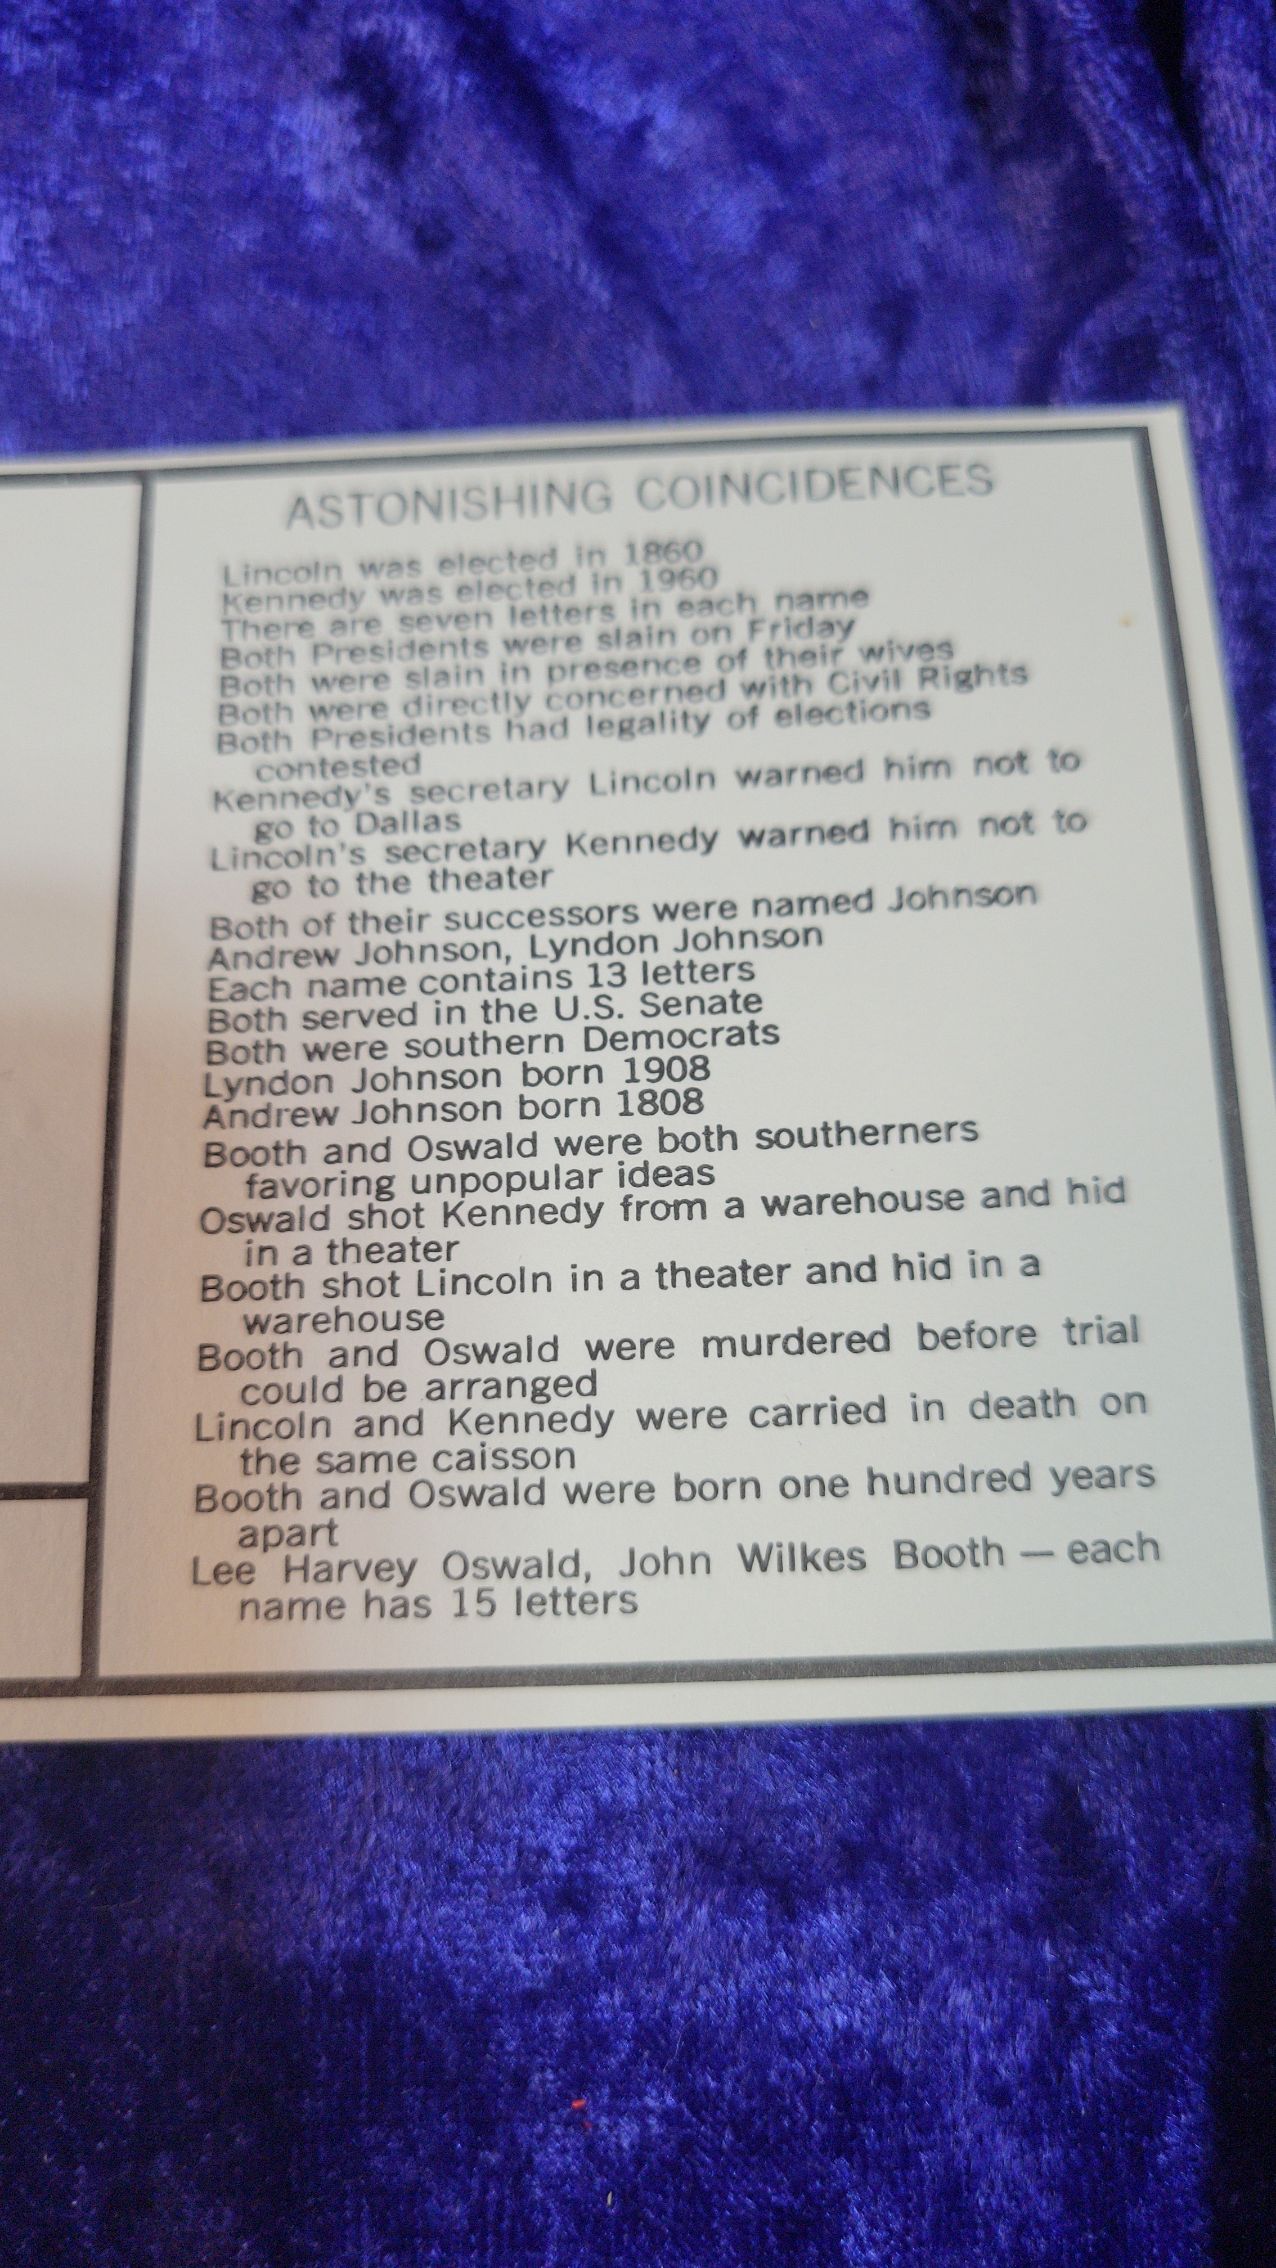 ASTONISHING COINCIDENCES
Lincoln was elected in 1860
Kennedy was elected in 1960
There are seven letters in each name
Both Presidents were slain on Friday
Both were slain in presence of their wives
Both were directly concerned with Civil Rights
Both Presidents had legality of elections
contested
Kennedy's secretary Lincoln warned him not to
go to Dallas
Lincoln's secretary Kennedy warned him not to
go to the theater
Both of their successors were named Johnson
Andrew Johnson, Lyndon Johnson
Each name contains 13 letters
Both served in the U.S. Senate
Both were southern Democrats
Lyndon Johnson born 1908
Andrew Johnson born 1808
Booth and Oswald were both southerners
favoring unpopular ideas
Oswald shot Kennedy from a warehouse and hid
in a theater
Booth shot Lincoln in a theater and hid in a
warehouse
Booth and Oswald were murdered before trial
could be arranged
Lincoln and Kennedy were carried in death on
the same caisson
Booth and Oswald were born one hundred years
apart
Lee Harvey Oswald, John Wilkes Booth — each
name has 15 letters